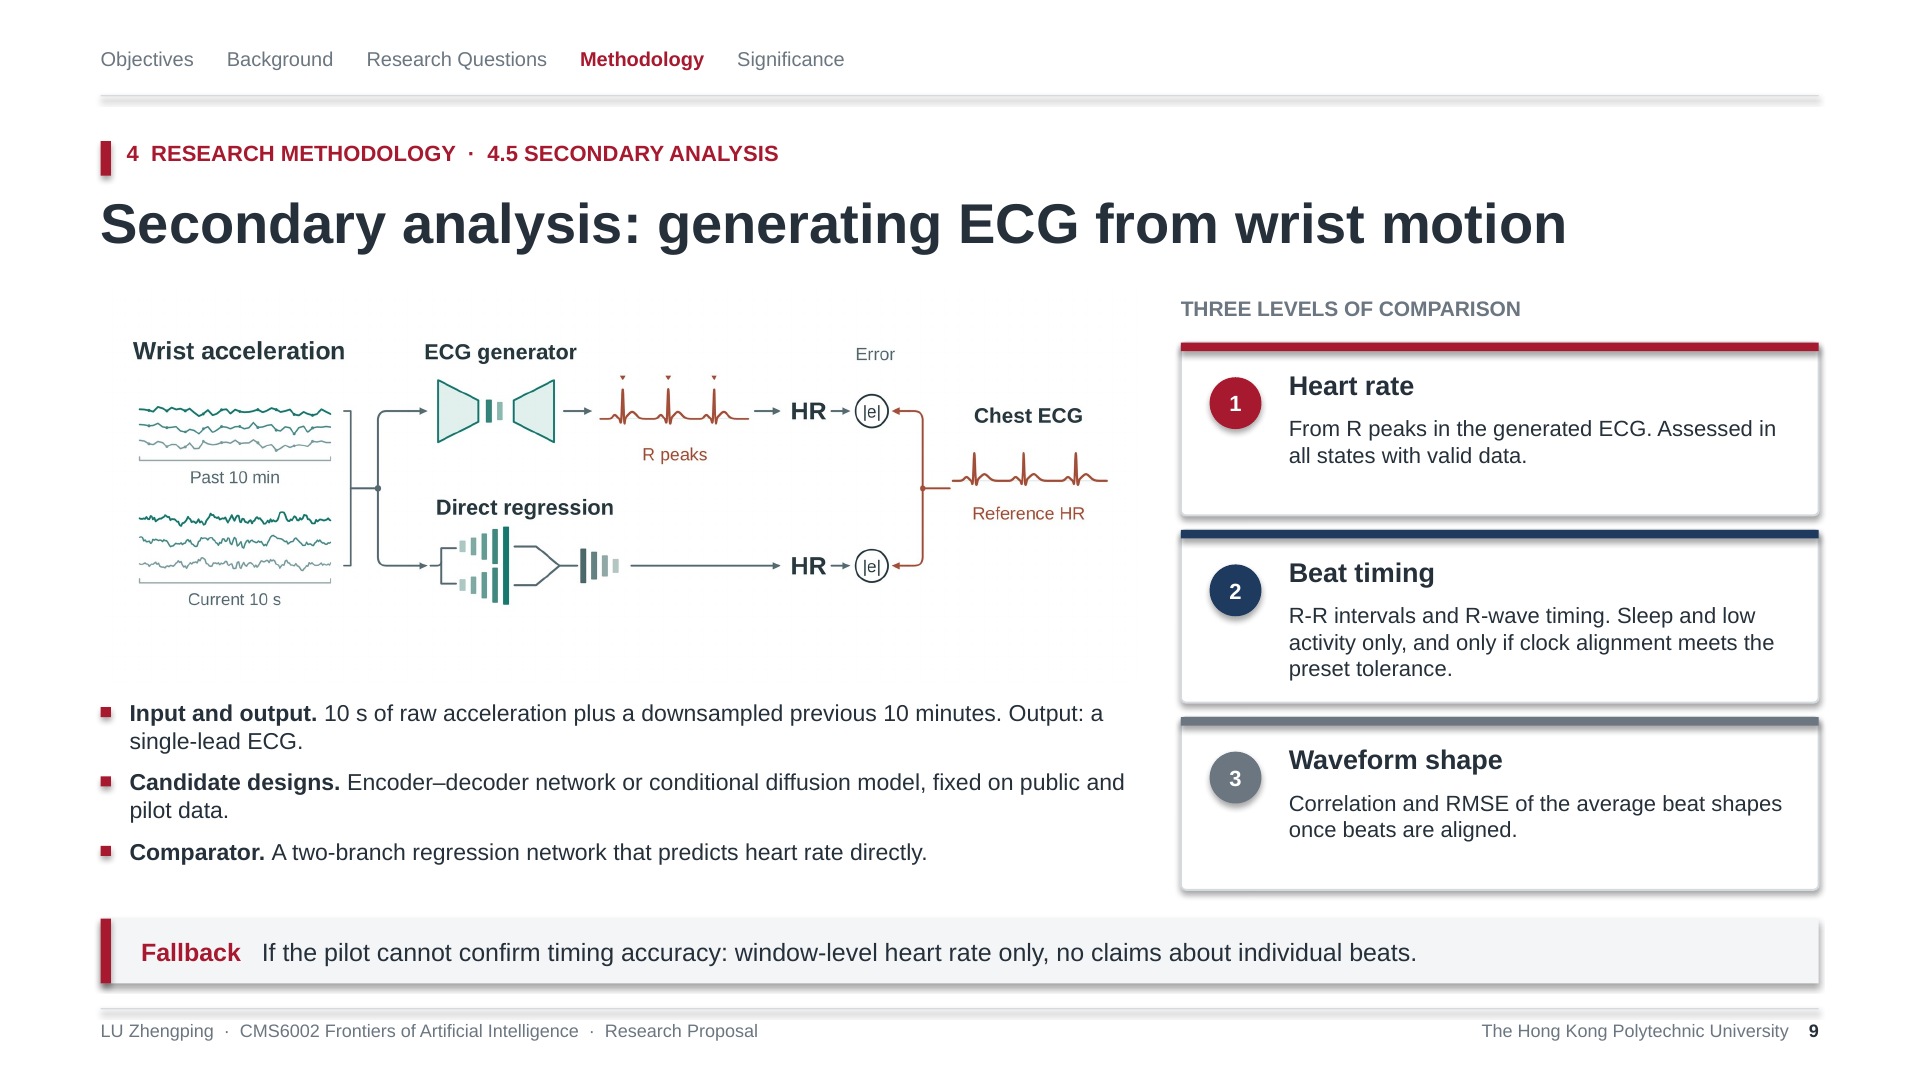 Objectives Background Research Questions Methodology Significance
4 RESEARCH METHODOLOGY · 4.5 SECONDARY ANALYSIS
Secondary analysis: generating ECG from wrist motion
Wrist acceleration
Past 10 min
Current 10 s
ECG generator
R peaks
HR
Error
|e|
Direct regression
HR
|e|
Chest ECG
Reference HR
Input and output. 10 s of raw acceleration plus a downsampled previous 10 minutes. Output: a
single-lead ECG.
Candidate designs. Encoder–decoder network or conditional diffusion model, fixed on public and
pilot data.
Comparator. A two-branch regression network that predicts heart rate directly.
THREE LEVELS OF COMPARISON
1
Heart rate
From R peaks in the generated ECG. Assessed in
all states with valid data.
2
Beat timing
R-R intervals and R-wave timing. Sleep and low
activity only, and only if clock alignment meets the
preset tolerance.
3
Waveform shape
Correlation and RMSE of the average beat shapes
once beats are aligned.
Fallback If the pilot cannot confirm timing accuracy: window-level heart rate only, no claims about individual beats.
LU Zhengping · CMS6002 Frontiers of Artificial Intelligence · Research Proposal
The Hong Kong Polytechnic University 9